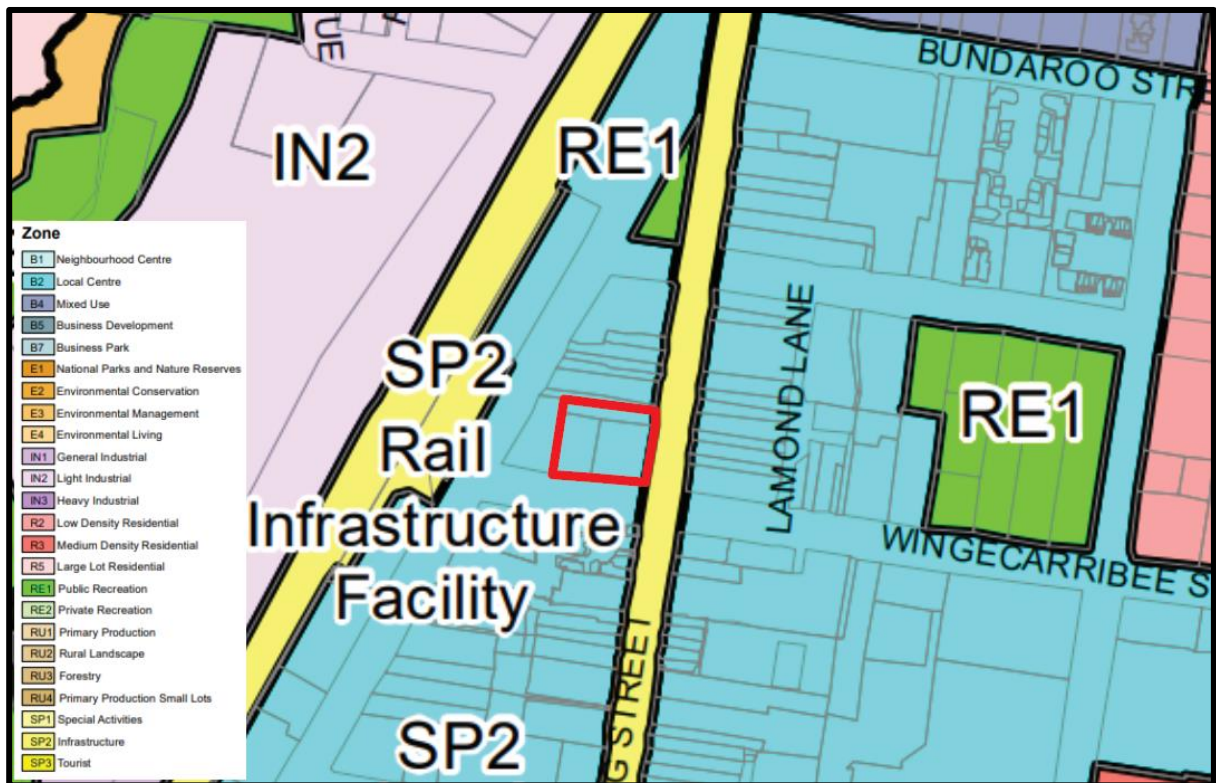 UE
BUNDAROO STRE
IN2
RE1
Zone
B1 Neighbourhood Centre
B2 Local Centre
B4 Mixed Use
B5 Business Development
B7 Business Park
E1 National Parks and Nature Reserves
E2 Environmental Conservation
E3 Environmental Management
E4 Environmental Living
IN1 General Industrial
IN2 Light Industrial
IN3 Heavy Industrial
R2 Low Density Residential
R3 Medium Density Residential
R5 Large Lot Residential
RE1 Public Recreation
RE2 Private Recreation
RU1 Primary Production
RU2 Rural Landscape
RU3 Forestry
RU4 Primary Production Small Lots
SP1 Special Activities
SP2 Infrastructure
SP3 Tourist
SP2
Rail
Infrastructure
Facility
LAMOND LANE
RE1
WINGECARRIBEE S
G STREET
SP2